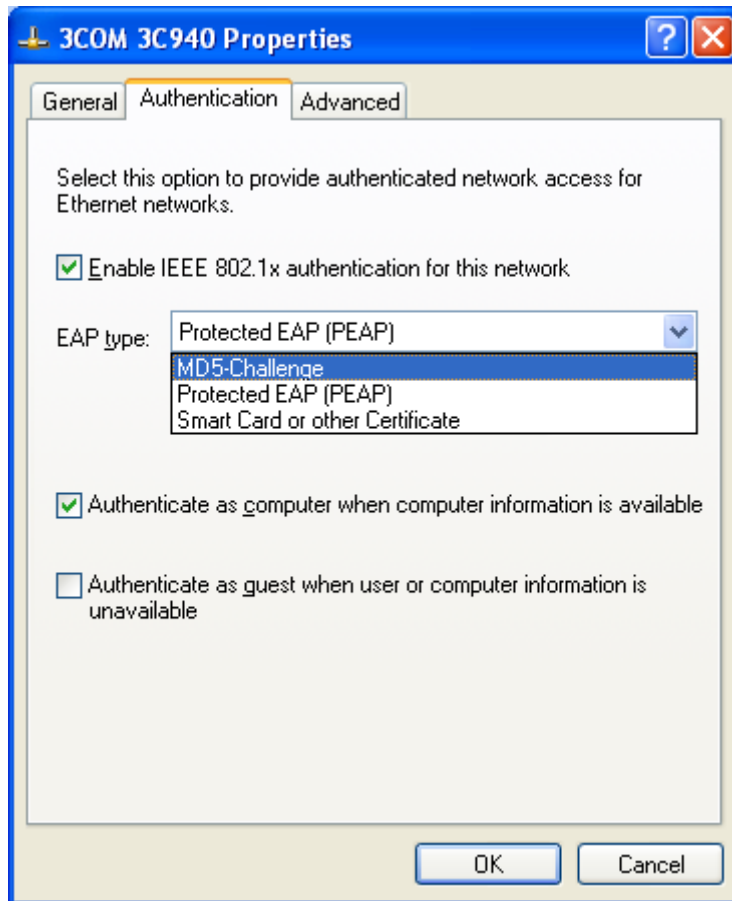 3COM 3C940 Properties
General Authentication Advanced
Select this option to provide authenticated network access for
Ethernet networks.
Enable IEEE 802.1x authentication for this network
EAP type: Protected EAP (PEAP)
MD5-Challenge
Protected EAP (PEAP)
Smart Card or other Certificate
Authenticate as computer when computer information is available
Authenticate as guest when user or computer information is
unavailable
OK Cancel